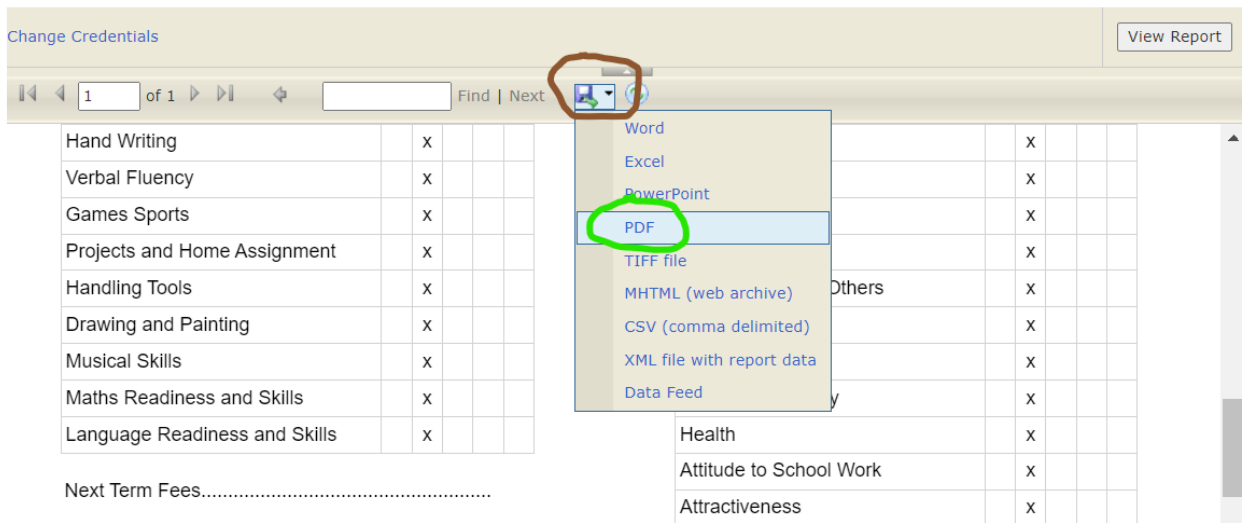 Change Credentials
View Report
1 of 1 Find | Next
Word
Excel
PowerPoint
PDF
TIFF file
MHTML (web archive)
CSV (comma delimited)
XML file with report data
Data Feed
Hand Writing x
Verbal Fluency x
Games Sports x
Projects and Home Assignment x
Handling Tools x
Drawing and Painting x
Musical Skills x
Maths Readiness and Skills x
Language Readiness and Skills x
Next Term Fees.......................................................
x
x
x
x
Others x
x
x
y x
Health x
Attitude to School Work x
Attractiveness x